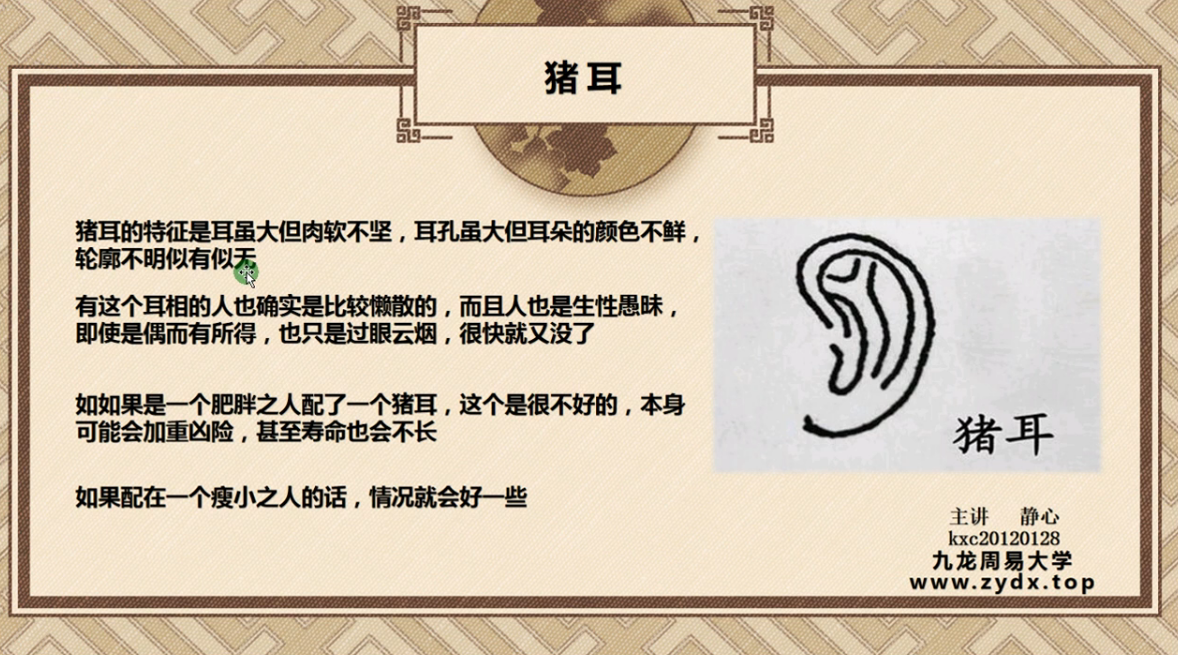 猪耳
猪耳的特征是耳虽大但肉软不坚，耳孔虽大但耳朵的颜色不鲜，
轮廓不明似有似无
有这个耳相的人也确实是比较懒散的，而且人也是生性愚昧，
即使是偶而有所得，也只是过眼云烟，很快就又没了
如如果是一个肥胖之人配了一个猪耳，这个是很不好的，本身
可能会加重凶险，甚至寿命也会不长
如果配在一个瘦小之人的话，情况就会好一些
猪耳
主讲 静心
kxc20120128
九龙周易大学
www.zydx.top